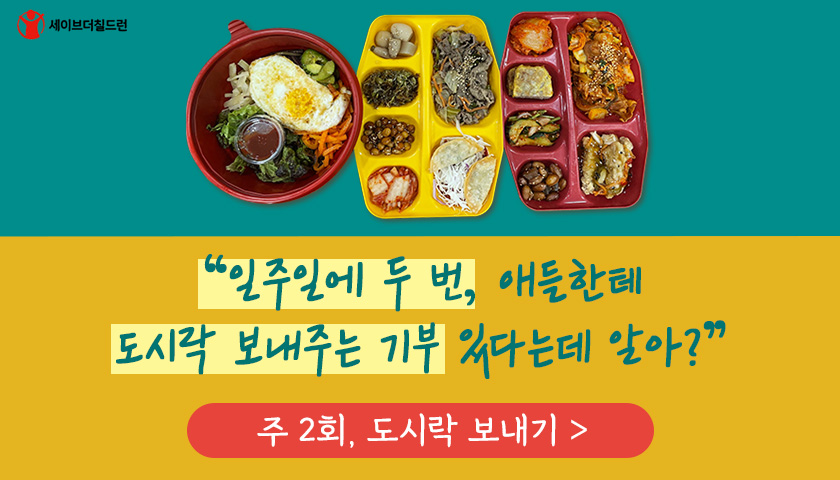 세이브더칠드런
“일주일에 두 번, 애들한테
도시락 보내주는 기부 있다는데 알아?”
주 2회, 도시락 보내기 >